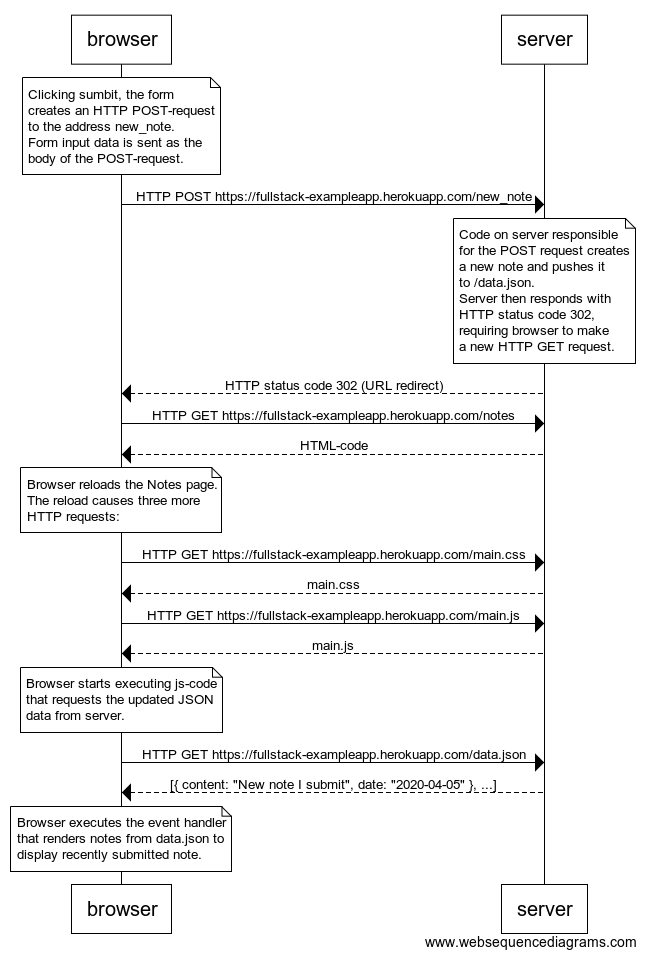 browser
server
Clicking sumbit, the form
creates an HTTP POST-request
to the address new_note.
Form input data is sent as the
body of the POST-request.
HTTP POST https://fullstack-exampleapp.herokuapp.com/new_note
Code on server responsible
for the POST request creates
a new note and pushes it
to /data.json.
Server then responds with
HTTP status code 302,
requiring browser to make
a new HTTP GET request.
HTTP status code 302 (URL redirect)
HTTP GET https://fullstack-exampleapp.herokuapp.com/notes
HTML-code
Browser reloads the Notes page.
The reload causes three more
HTTP requests:
HTTP GET https://fullstack-exampleapp.herokuapp.com/main.css
main.css
HTTP GET https://fullstack-exampleapp.herokuapp.com/main.js
main.js
Browser starts executing js-code
that requests the updated JSON
data from server.
HTTP GET https://fullstack-exampleapp.herokuapp.com/data.json
[{ content: "New note I submit", date: "2020-04-05" }, ...]
Browser executes the event handler
that renders notes from data.json to
display recently submitted note.
browser
server
www.websequencediagrams.com